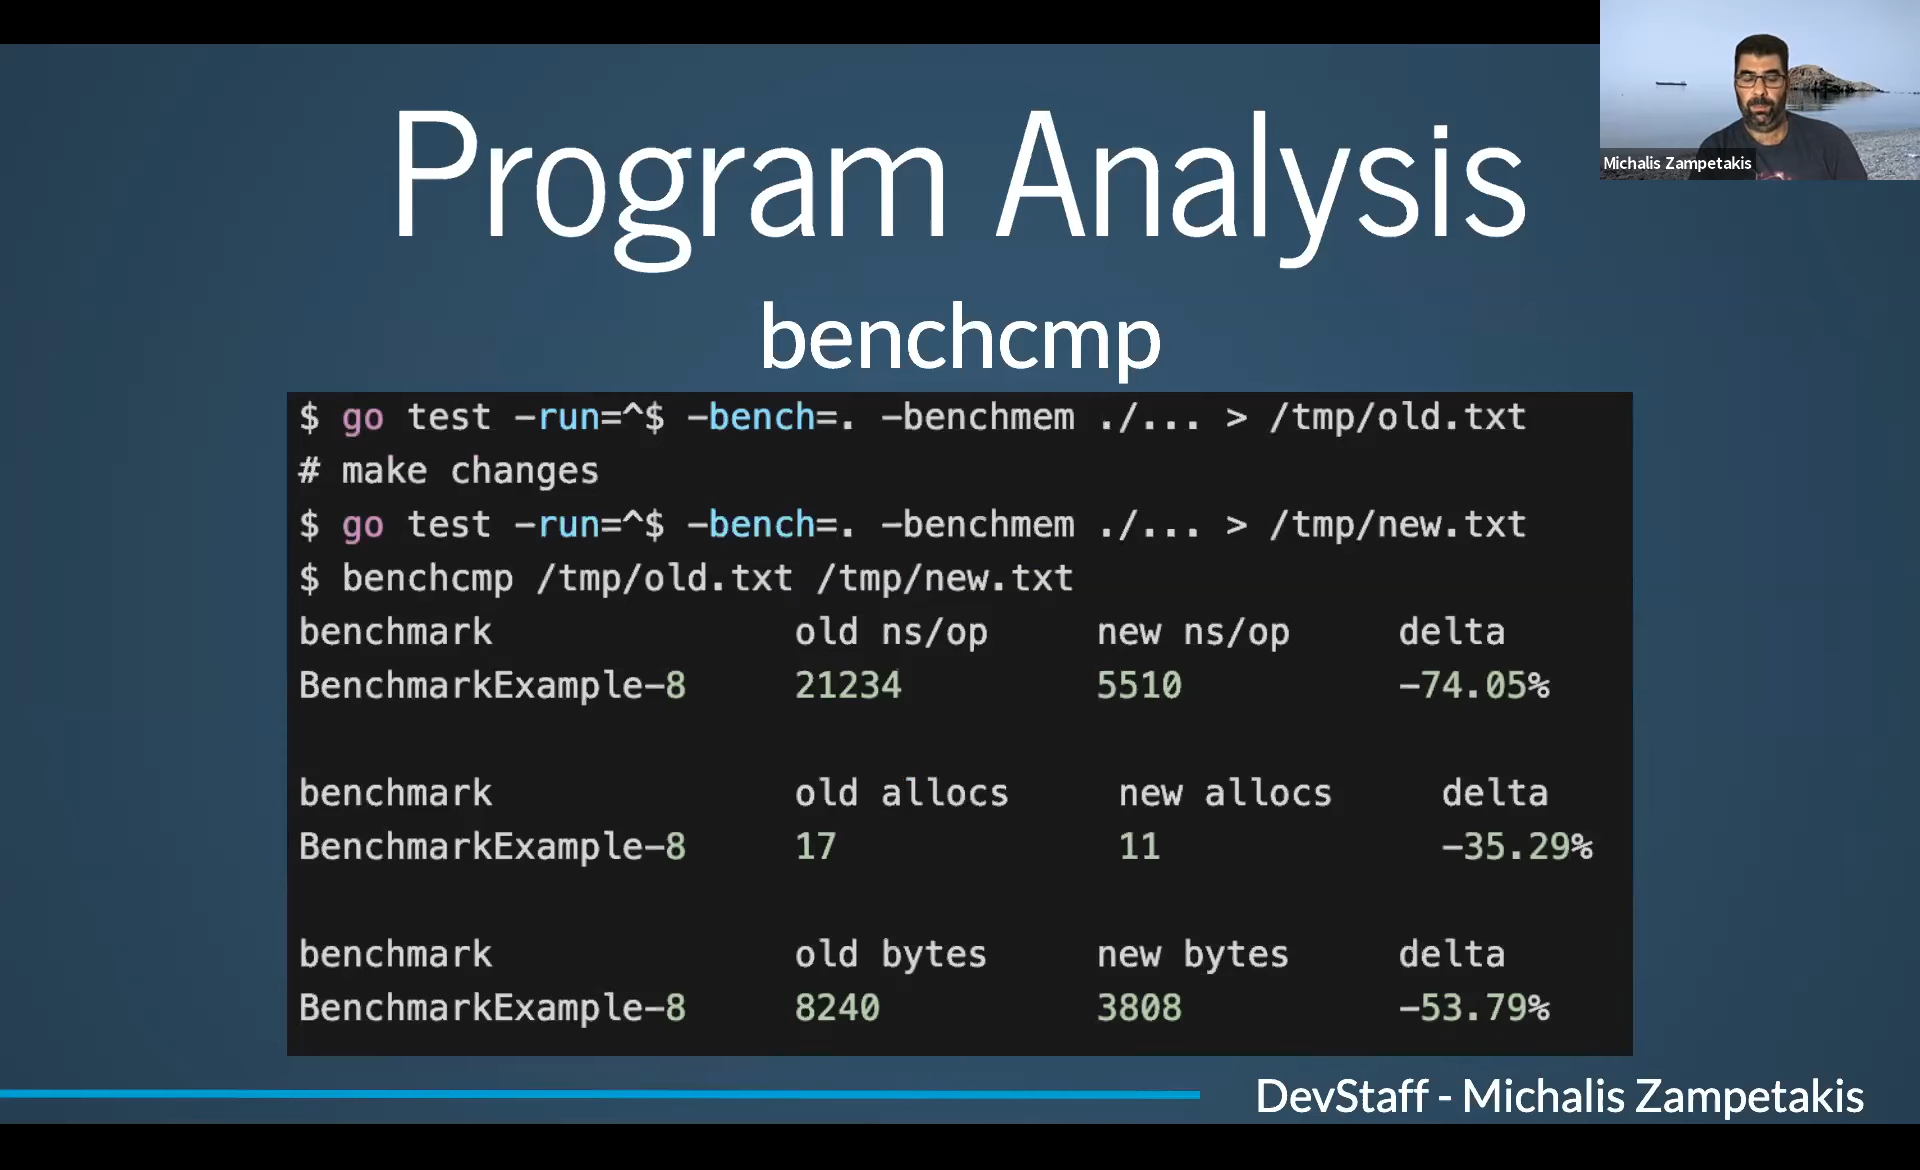 Program Analysis
Michalis Zampetakis
benchcmp
$ go test -run=^$ -bench=. -benchmem ./... > /tmp/old.txt
# make changes
$ go test -run=^$ -bench=. -benchmem ./... > /tmp/new.txt
$ benchcmp /tmp/old.txt /tmp/new.txt
benchmark old ns/op new ns/op delta
BenchmarkExample-8 21234 5510 -74.05%
benchmark old allocs new allocs delta
BenchmarkExample-8 17 11 -35.29%
benchmark old bytes new bytes delta
BenchmarkExample-8 8240 3808 -53.79%
DevStaff - Michalis Zampetakis